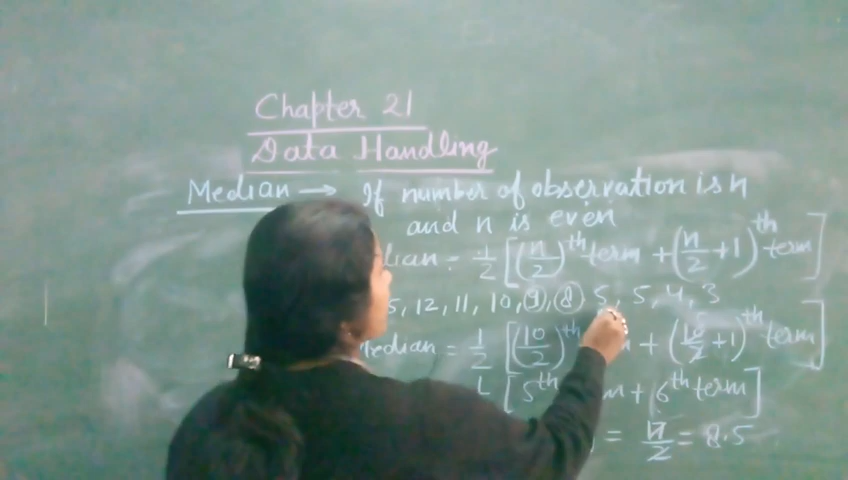 Chapter 21
Data Handling
Median → If number of observation is n
and n is even
dian = 1/2 [(n/2)th term + (n/2 + 1)th term]
5, 12, 11, 10, 9, 8, 5, 5, 4, 3
Median = 1/2 [(10/2)th m + (10/2 + 1)th term]
[5th m + 6th term]
= 17/2 = 8.5